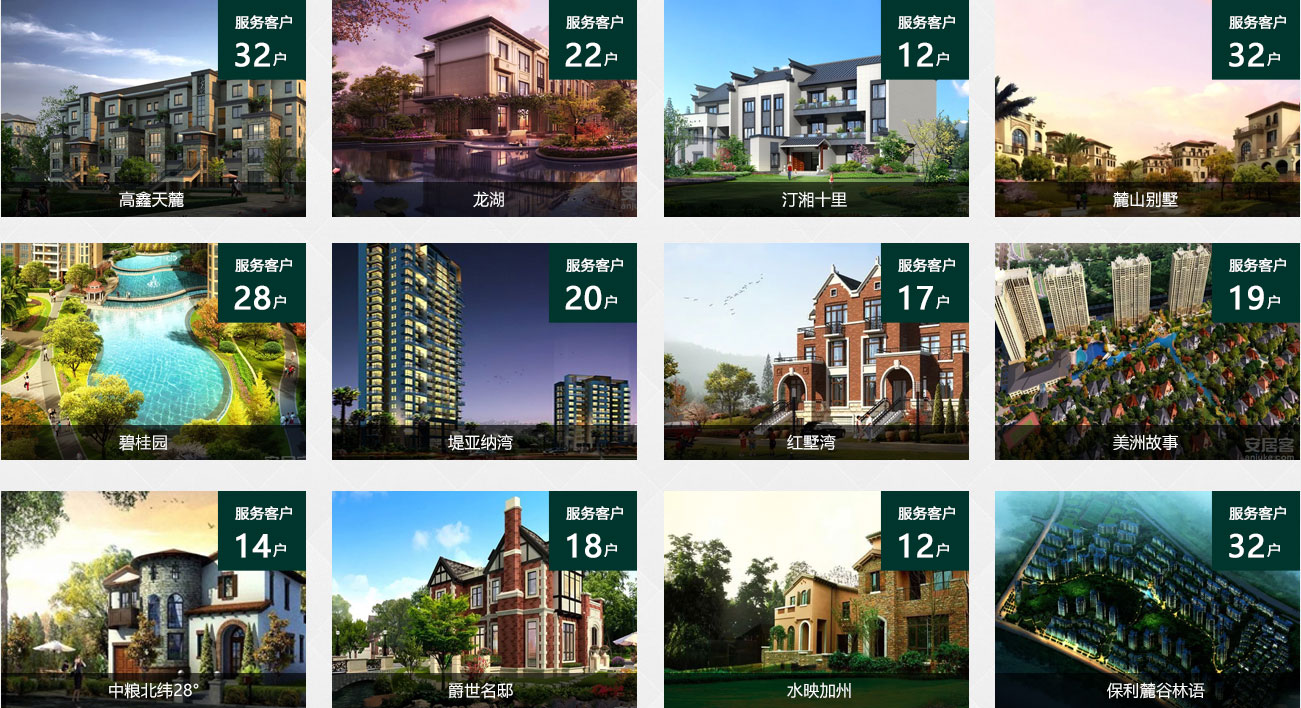 服务客户
32户
高鑫天麓
服务客户
22户
龙湖
服务客户
12户
汀湘十里
服务客户
32户
麓山别墅
服务客户
28户
碧桂园
服务客户
20户
堤亚纳湾
服务客户
17户
红墅湾
服务客户
19户
美洲故事
安居客
anjuke.com
服务客户
14户
中粮北纬28°
服务客户
18户
爵世名邸
服务客户
12户
水映加州
服务客户
32户
保利麓谷林语